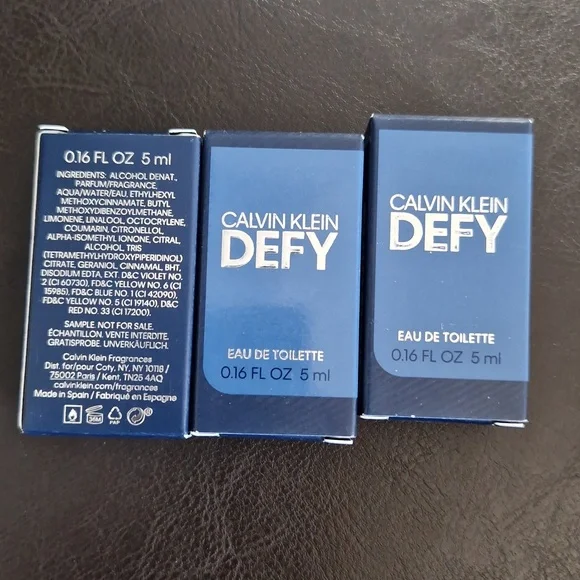 0.16 FL OZ 5 ml
INGREDIENTS: ALCOHOL DENAT.,
PARFUM/FRAGRANCE,
AQUA/WATER/EAU, ETHYLHEXYL
METHOXYCINNAMATE, BUTYL
METHOXYDIBENZOYLMETHANE,
LIMONENE, LINALOOL, OCTOCRYLENE,
COUMARIN, CITRONELLOL,
ALPHA-ISOMETHYL IONONE, CITRAL,
ALCOHOL, TRIS
(TETRAMETHYLHYDROXYPIPERIDINOL)
CITRATE, GERANIOL, CINNAMAL, BHT,
DISODIUM EDTA, EXT. D&C VIOLET NO.
2 (CI 60730), FD&C YELLOW NO. 6 (CI
15985), FD&C BLUE NO. 1 (CI 42090),
FD&C YELLOW NO. 5 (CI 19140), D&C
RED NO. 33 (CI 17200).
SAMPLE. NOT FOR SALE.
ÉCHANTILLON. VENTE INTERDITE.
GRATISPROBE. UNVERKÄUFLICH.
Calvin Klein Fragrances
Dist. for/pour Coty, NY, NY 10118 /
75002 Paris / Kent, TN25 4AQ
calvinklein.com/fragrances
Made in Spain / Fabriqué en Espagne
36M
PAP
CALVIN KLEIN
DEFY
EAU DE TOILETTE
0.16 FL OZ 5 ml
CALVIN KLEIN
DEFY
EAU DE TOILETTE
0.16 FL OZ 5 ml